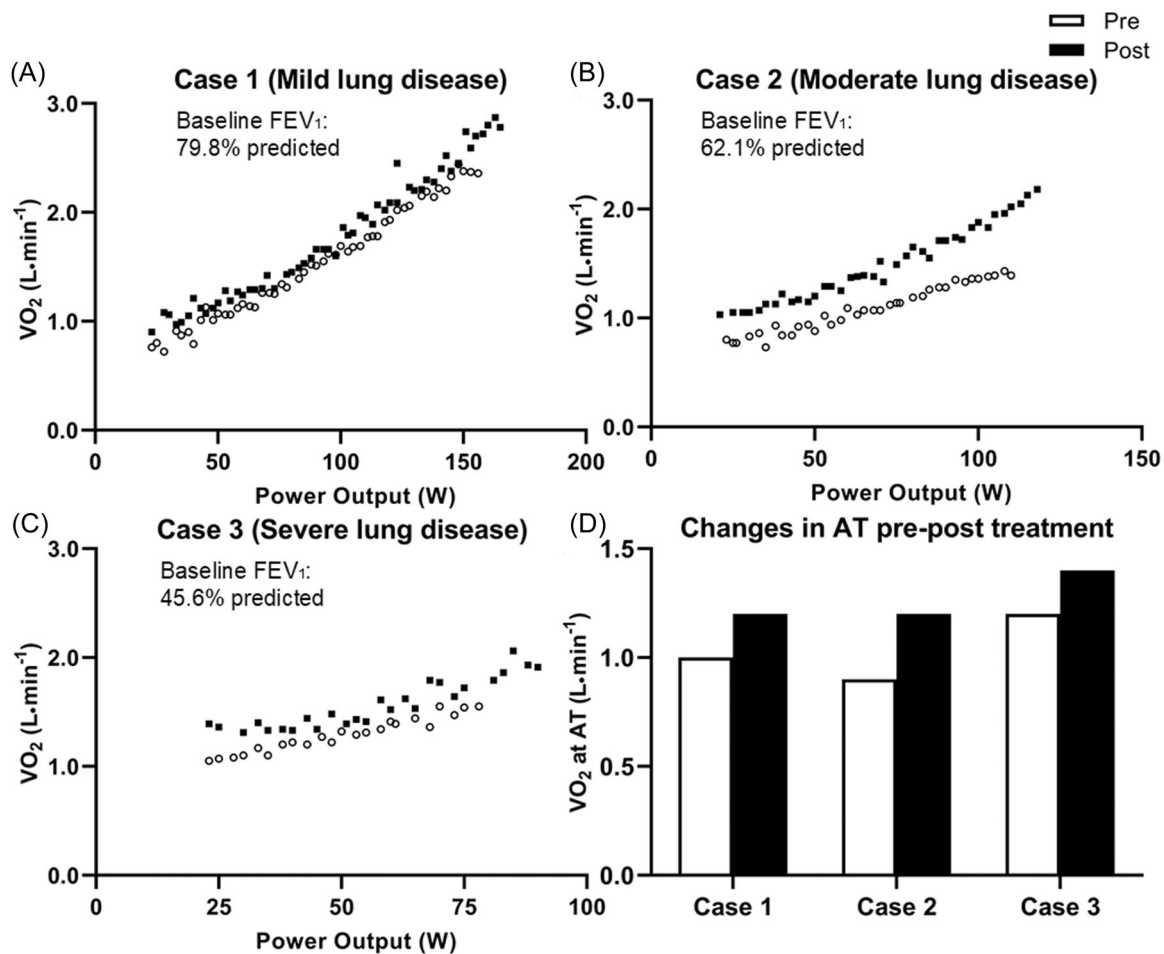 Pre
Post
(A)
Case 1 (Mild lung disease)
Baseline FEV₁:
79.8% predicted
3.0
2.0
1.0
0.0
VO₂ (L•min⁻¹)
0
50
100
150
200
Power Output (W)
(B)
Case 2 (Moderate lung disease)
Baseline FEV₁:
62.1% predicted
3.0
2.0
1.0
0.0
VO₂ (L•min⁻¹)
0
50
100
150
Power Output (W)
(C)
Case 3 (Severe lung disease)
Baseline FEV₁:
45.6% predicted
3.0
2.0
1.0
0.0
VO₂ (L•min⁻¹)
0
25
50
75
100
Power Output (W)
(D)
Changes in AT pre-post treatment
1.5
1.0
0.5
0.0
VO₂ at AT (L•min⁻¹)
Case 1
Case 2
Case 3